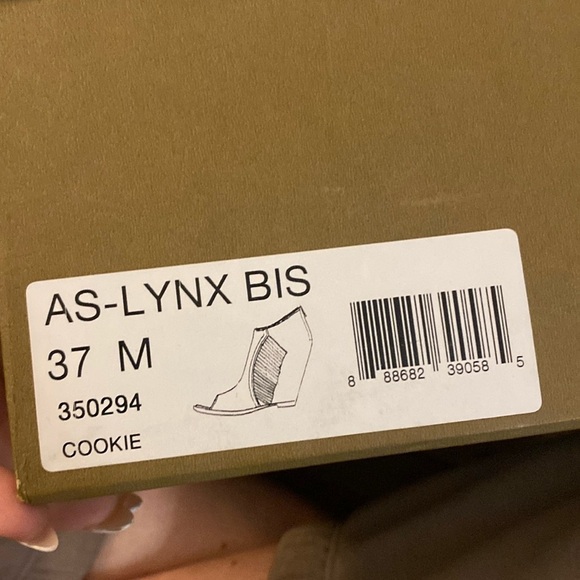 AS-LYNX BIS
37 M
350294
COOKIE
8 88682 39058 5